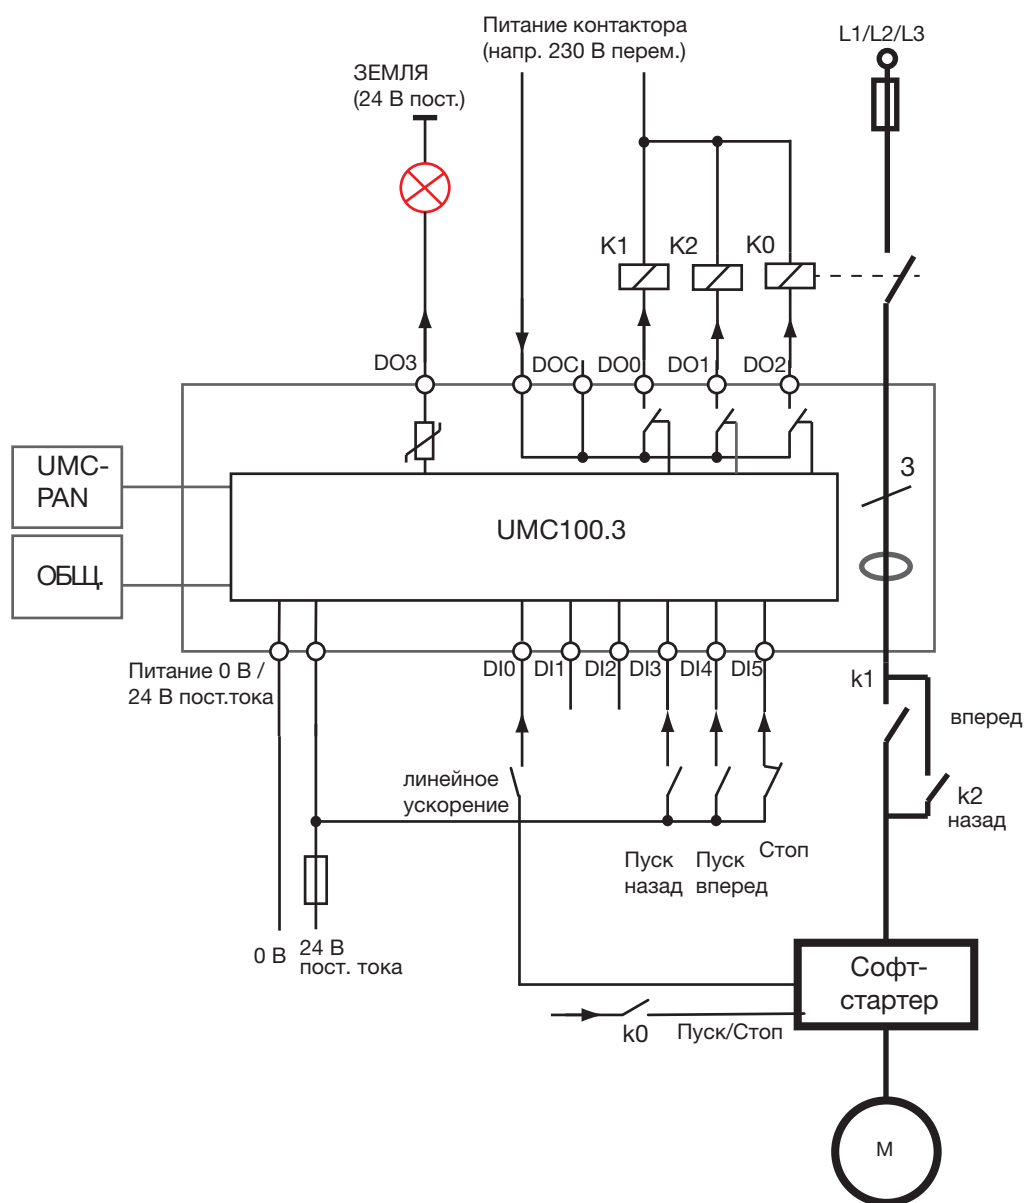 Питание контактора
(напр. 230 В перем.)
L1/L2/L3
ЗЕМЛЯ
(24 В пост.)
K1
K2
K0
DO3
DOC
DO0
DO1
DO2
UMC-
PAN
3
UMC100.3
ОБЩ.
Питание 0 В /
24 В пост.тока
DI0
DI1
DI2
DI3
DI4
DI5
k1
вперед
линейное
ускорение
k2
назад
Стоп
Пуск
назад
Пуск
вперед
0 В
24 В
пост. тока
Софт-
стартер
k0
Пуск/Стоп
M